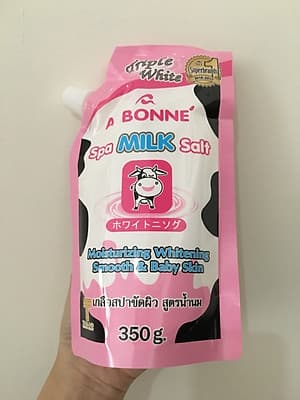 Triple
White
Superbrands
A BONNE'
Spa MILK Salt
ホワイトニソグ
Moisturizing Whitening
Smooth & Baby Skin
เกลือสปาขัดผิว สูตรน้ำนม
350 g.